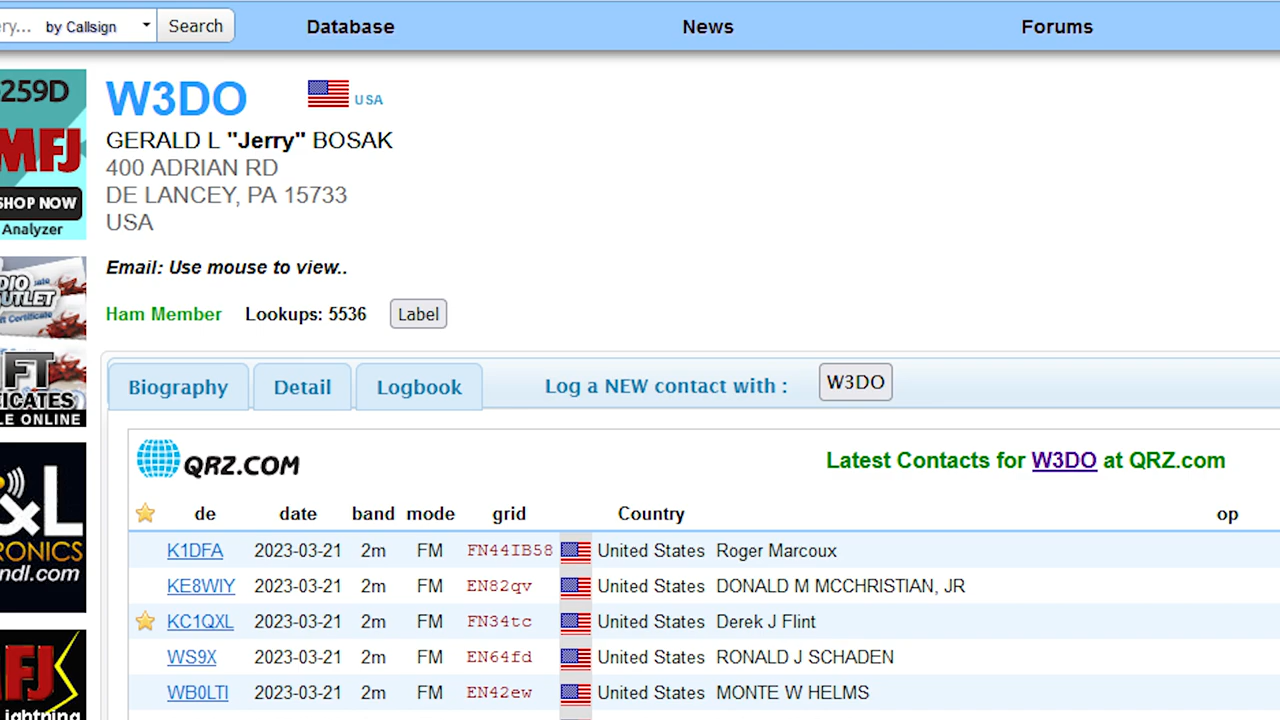 ry... by Callsign Search Database News Forums
259D
MFJ
SHOP NOW
Analyzer
W3DO USA
GERALD L "Jerry" BOSAK
400 ADRIAN RD
DE LANCEY, PA 15733
USA
Email: Use mouse to view..
Ham Member Lookups: 5536 Label
Biography Detail Logbook Log a NEW contact with : W3DO
QRZ.COM Latest Contacts for W3DO at QRZ.com
de date band mode grid Country op
K1DFA 2023-03-21 2m FM FN44IB58 United States Roger Marcoux
KE8WIY 2023-03-21 2m FM EN82qv United States DONALD M MCCHRISTIAN, JR
KC1QXL 2023-03-21 2m FM FN34tc United States Derek J Flint
WS9X 2023-03-21 2m FM EN64fd United States RONALD J SCHADEN
WB0LTI 2023-03-21 2m FM EN42ew United States MONTE W HELMS
DIO
UTLET
FT
ICATES
LE ONLINE
&L
RONICS
ndl.com
FJ
ightning